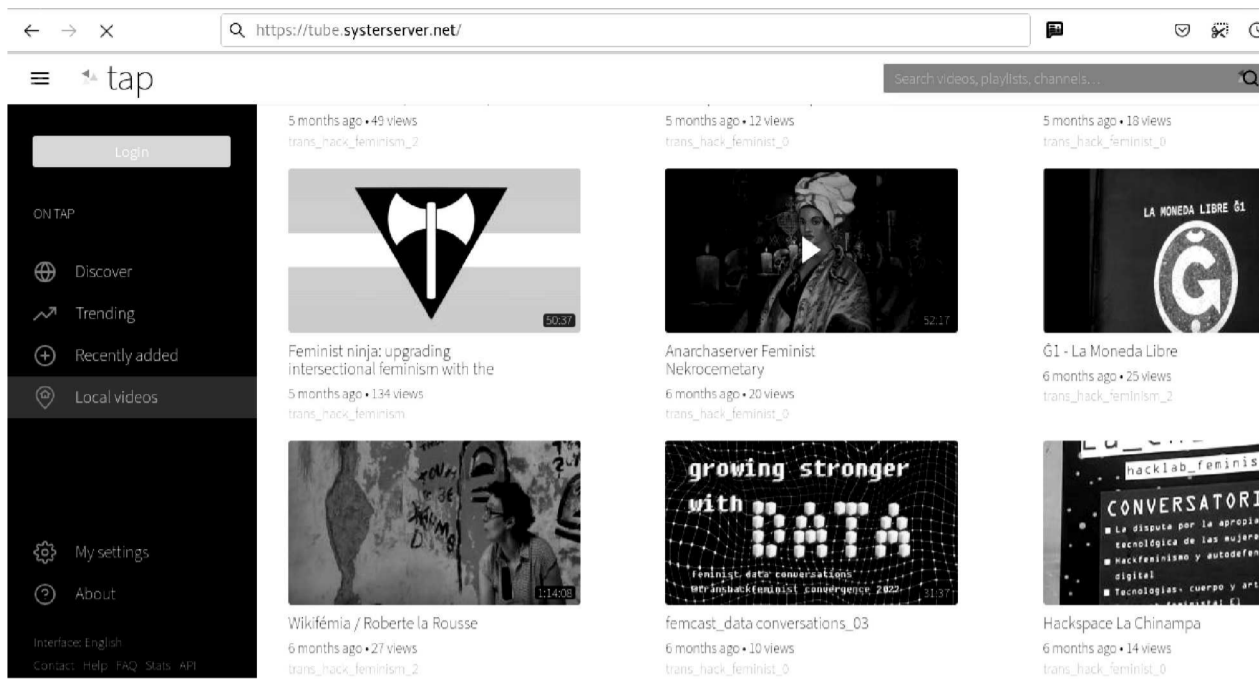 https://tube.systerserver.net/
tap
Search videos, playlists, channels...
Login
ON TAP
Discover
Trending
Recently added
Local videos
My settings
About
Interface: English
Contact Help FAQ Stats API
5 months ago • 49 views
trans_hack_feminism_2
5 months ago • 12 views
trans_hack_feminist_0
5 months ago • 18 views
trans_hack_feminist_0
50:37
Feminist ninja: upgrading
intersectional feminism with the
5 months ago • 134 views
trans_hack_feminism
52:17
Anarchaserver Feminist
Nekrocemetary
6 months ago • 20 views
trans_hack_feminist_0
LA MONEDA LIBRE Ğ1
Ğ
Ğ1 - La Moneda Libre
6 months ago • 25 views
trans_hack_feminism_2
1:14:08
Wikifémia / Roberte la Rousse
6 months ago • 27 views
trans_hack_feminism_2
growing stronger
with DATA
feminist data conversations
@transhackfeminist convergence 2022
31:37
femcast_data conversations_03
6 months ago • 10 views
trans_hack_feminist_0
hacklab_feminis
CONVERSATORI
La disputa por la apropia
tecnológica de las mujere
Hackfeminismo y autodefen
digital
Tecnologías, cuerpo y art
Hackspace La Chinampa
6 months ago • 14 views
trans_hack_feminist_0